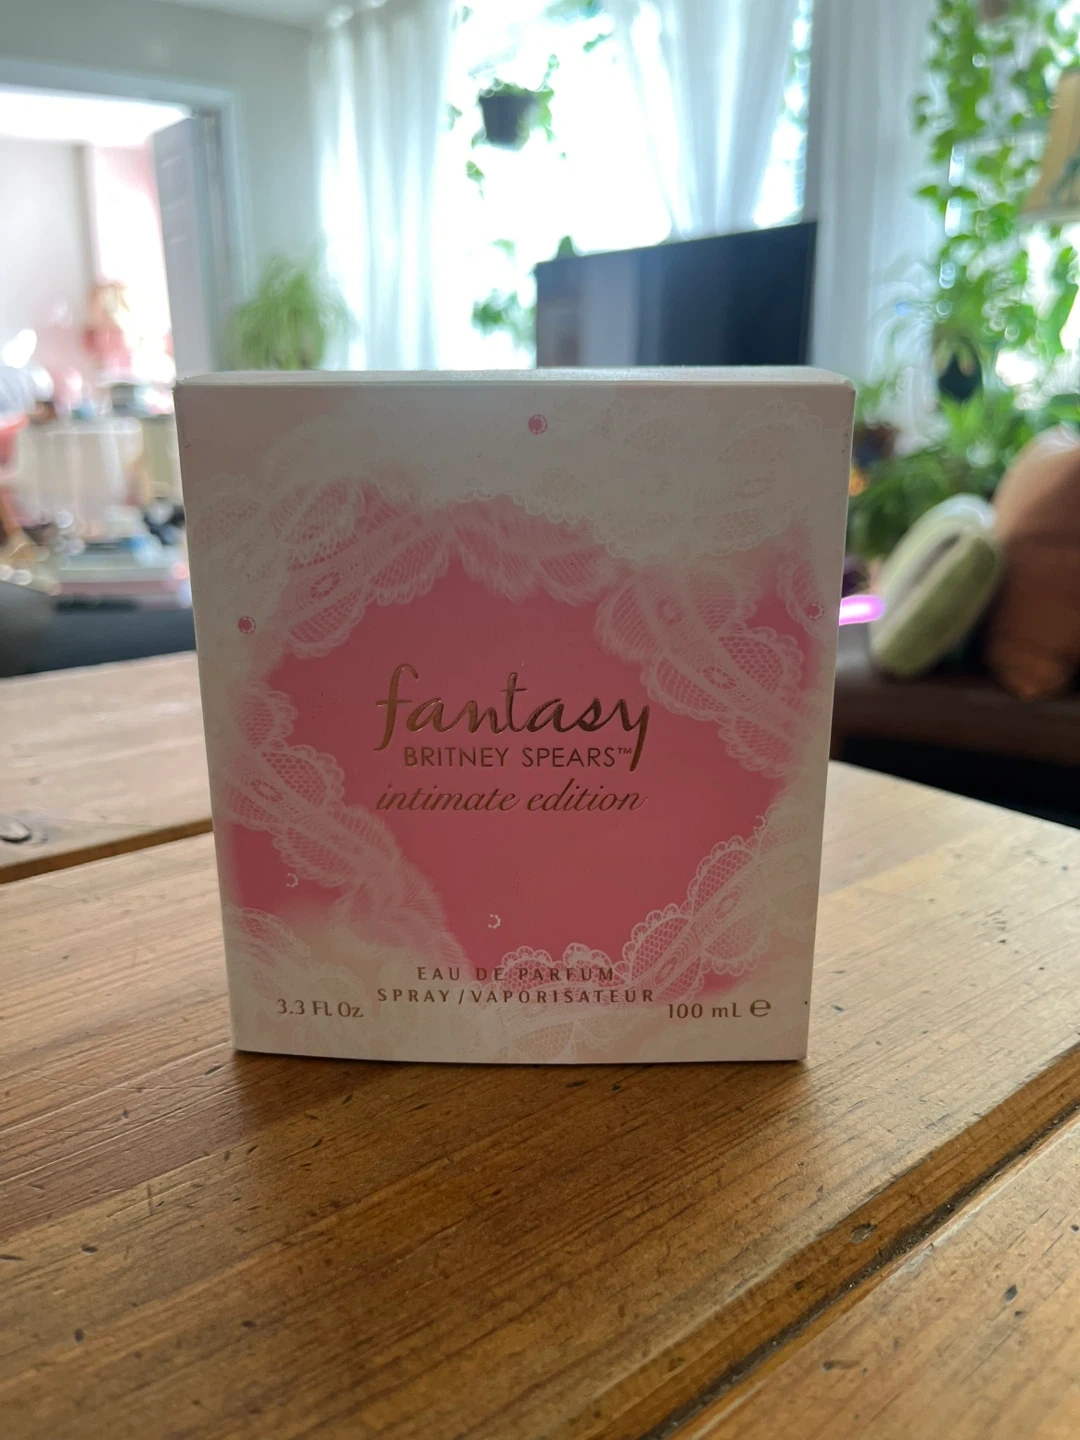 fantasy
BRITNEY SPEARS™
intimate edition
EAU DE PARFUM
SPRAY/VAPORISATEUR
3.3 FL Oz.
100 mL ℮